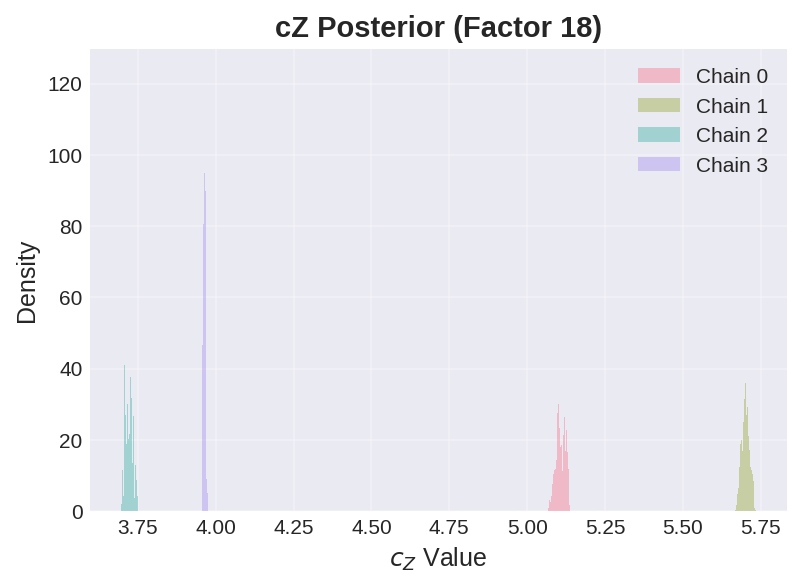 cZ Posterior (Factor 18)
Chain 0
Chain 1
Chain 2
Chain 3
Density
120
100
80
60
40
20
0
3.75 4.00 4.25 4.50 4.75 5.00 5.25 5.50 5.75
c_Z Value